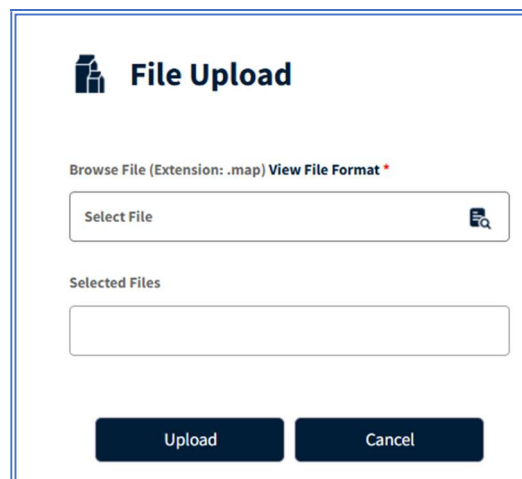 File Upload
Browse File (Extension: .map) View File Format *
Select File
Selected Files
Upload
Cancel